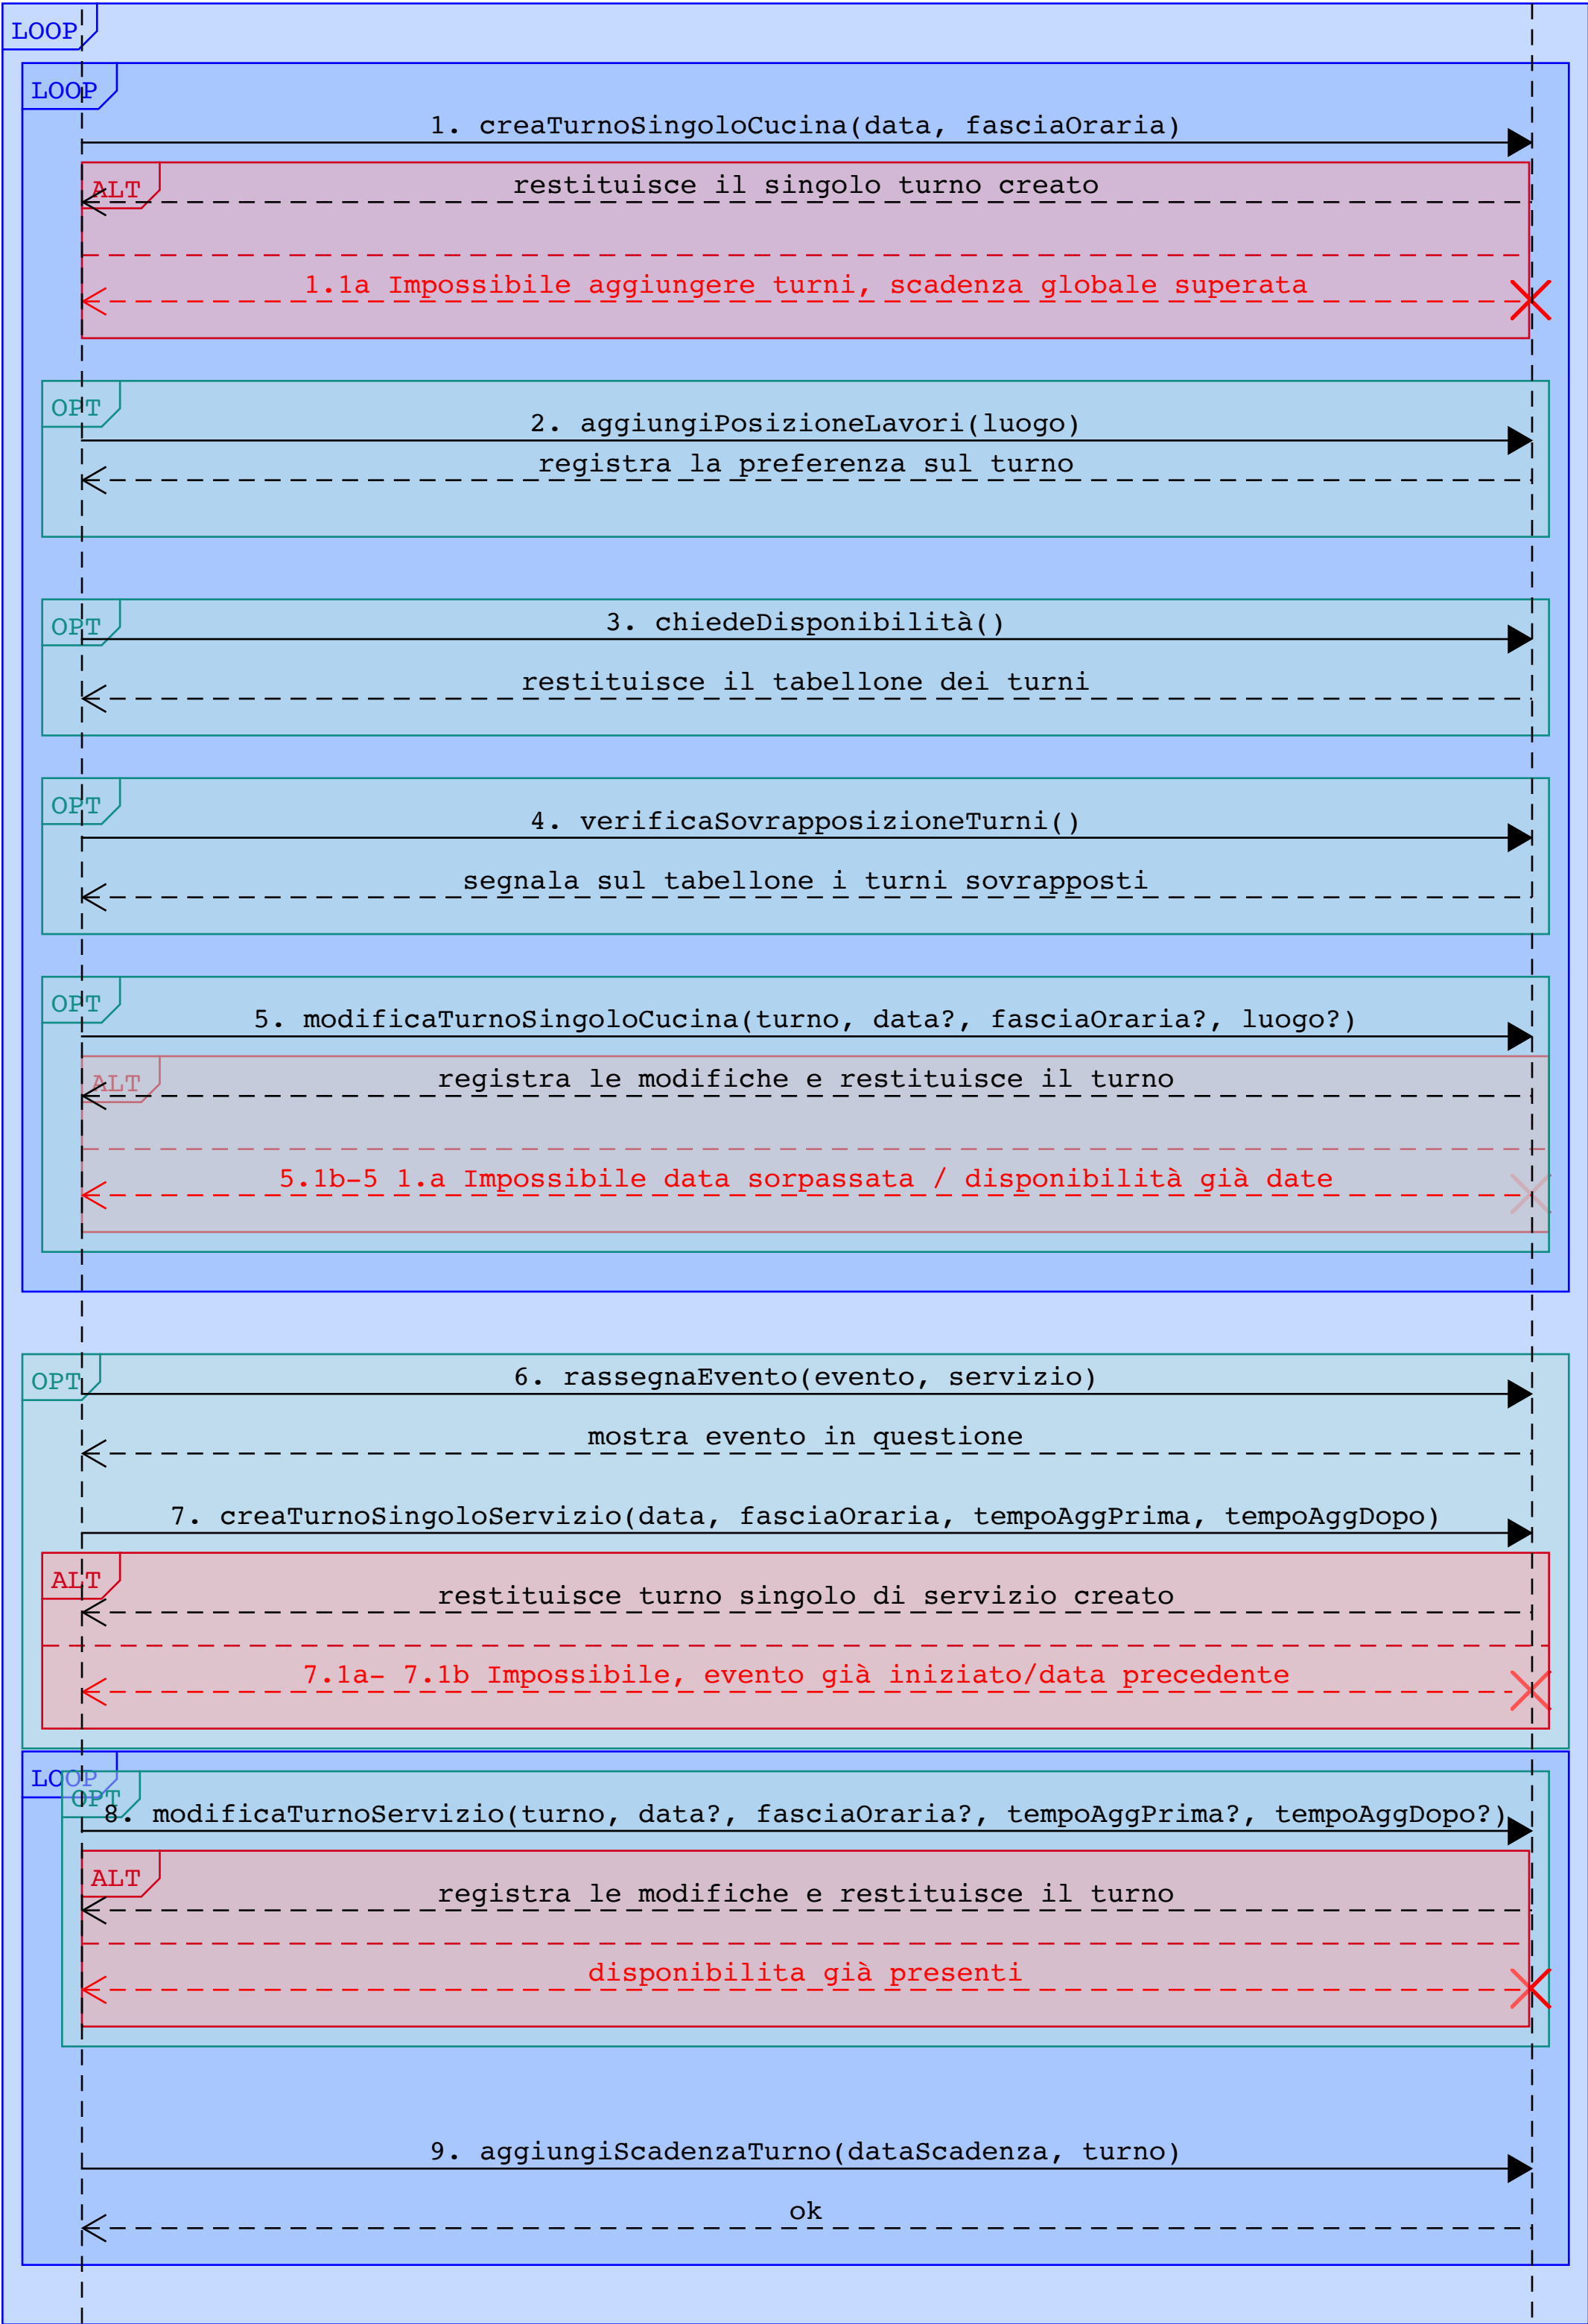 LOOP
LOOP
1. creaTurnoSingoloCucina(data, fasciaOraria)
ALT
restituisce il singolo turno creato
1.1a Impossibile aggiungere turni, scadenza globale superata
OPT
2. aggiungiPosizioneLavori(luogo)
registra la preferenza sul turno
OPT
3. chiedeDisponibilità()
restituisce il tabellone dei turni
OPT
4. verificaSovrapposizioneTurni()
segnala sul tabellone i turni sovrapposti
OPT
5. modificaTurnoSingoloCucina(turno, data?, fasciaOraria?, luogo?)
ALT
registra le modifiche e restituisce il turno
5.1b-5 1.a Impossibile data sorpassata / disponibilità già date
OPT
6. rassegnaEvento(evento, servizio)
mostra evento in questione
7. creaTurnoSingoloServizio(data, fasciaOraria, tempoAggPrima, tempoAggDopo)
ALT
restituisce turno singolo di servizio creato
7.1a- 7.1b Impossibile, evento già iniziato/data precedente
LOOP
OPT
8. modificaTurnoServizio(turno, data?, fasciaOraria?, tempoAggPrima?, tempoAggDopo?)
ALT
registra le modifiche e restituisce il turno
disponibilita già presenti
9. aggiungiScadenzaTurno(dataScadenza, turno)
ok